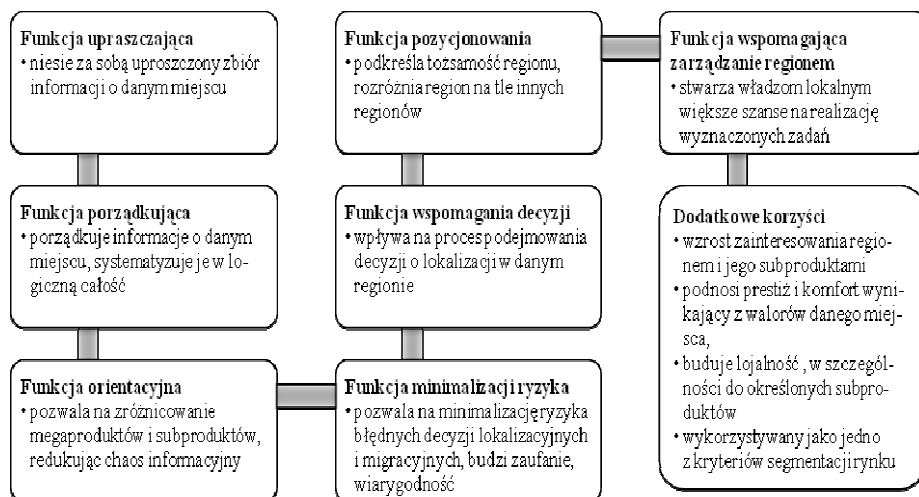 Funkcja upraszczająca
• niesie za sobą uproszczony zbiór
informacji o danym miejscu
Funkcja porządkująca
• porządkuje informacje o danym
miejscu, systematyzuje je w lo-
giczną całość
Funkcja orientacyjna
• pozwala na zróżnicowanie
megaproduktów i subproduktów,
redukując chaos informacyjny
Funkcja minimalizacji ryzyka
• pozwala na minimalizację ryzyka
błędnych decyzji lokalizacyjnych
i migracyjnych, budzi zaufanie,
wiarygodność
Funkcja wspomagania decyzji
• wpływa na proces podejmowania
decyzji o lokalizacji w danym
regionie
Funkcja pozycjonowania
• podkreśla tożsamość regionu,
rozróżnia region na tle innych
regionów
Funkcja wspomagająca
zarządzanie regionem
• stwarza władzom lokalnym
większe szanse na realizację
wyznaczonych zadań
Dodatkowe korzyści
• wzrost zainteresowania regio-
nem i jego subproduktami
• podnosi prestiż i komfort wyni-
kający z walorów danego miej-
sca,
• buduje lojalność , w szczegól-
ności do określonych subpro-
duktów
• wykorzystywany jako jedno
z kryteriów segmentacji rynku